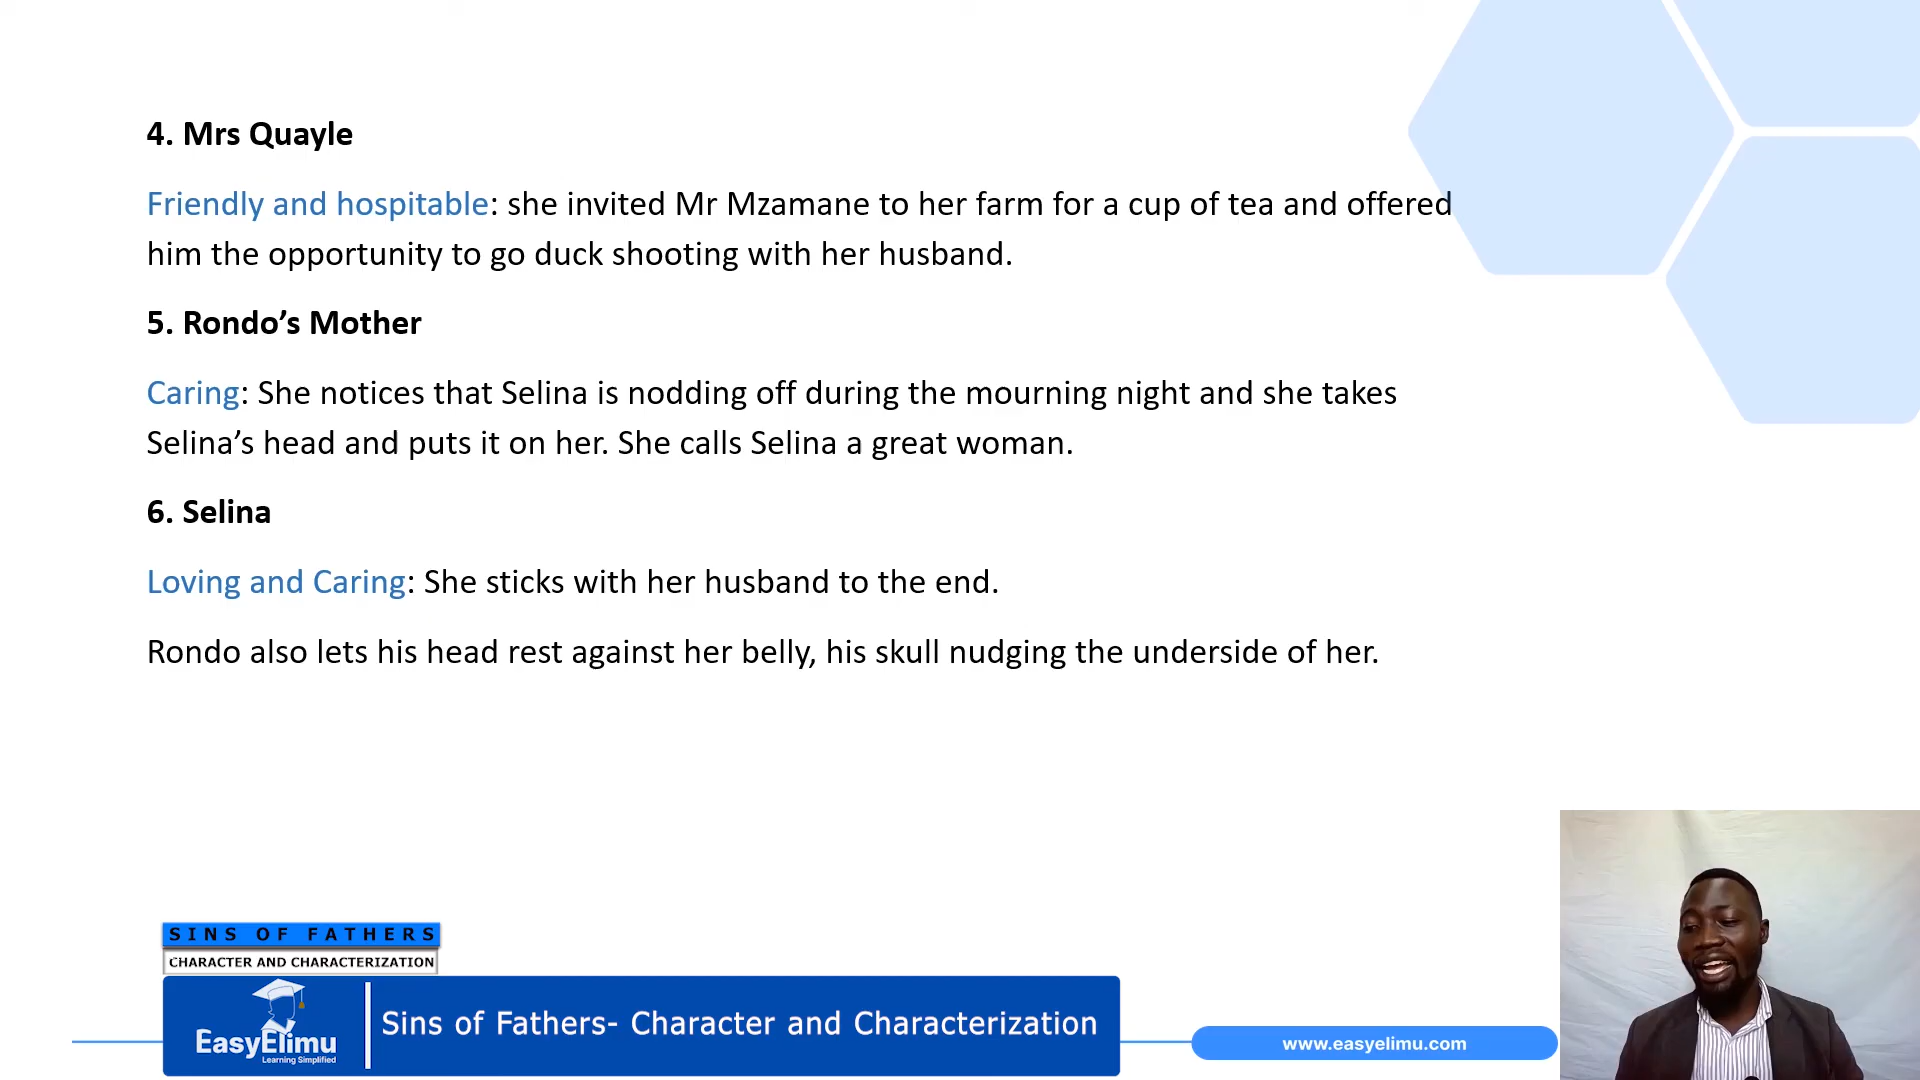 4. Mrs Quayle
Friendly and hospitable: she invited Mr Mzamane to her farm for a cup of tea and offered
him the opportunity to go duck shooting with her husband.
5. Rondo’s Mother
Caring: She notices that Selina is nodding off during the mourning night and she takes
Selina’s head and puts it on her. She calls Selina a great woman.
6. Selina
Loving and Caring: She sticks with her husband to the end.
Rondo also lets his head rest against her belly, his skull nudging the underside of her.
SINS OF FATHERS
CHARACTER AND CHARACTERIZATION
EasyElimu
Learning Simplified
Sins of Fathers- Character and Characterization
www.easyelimu.com